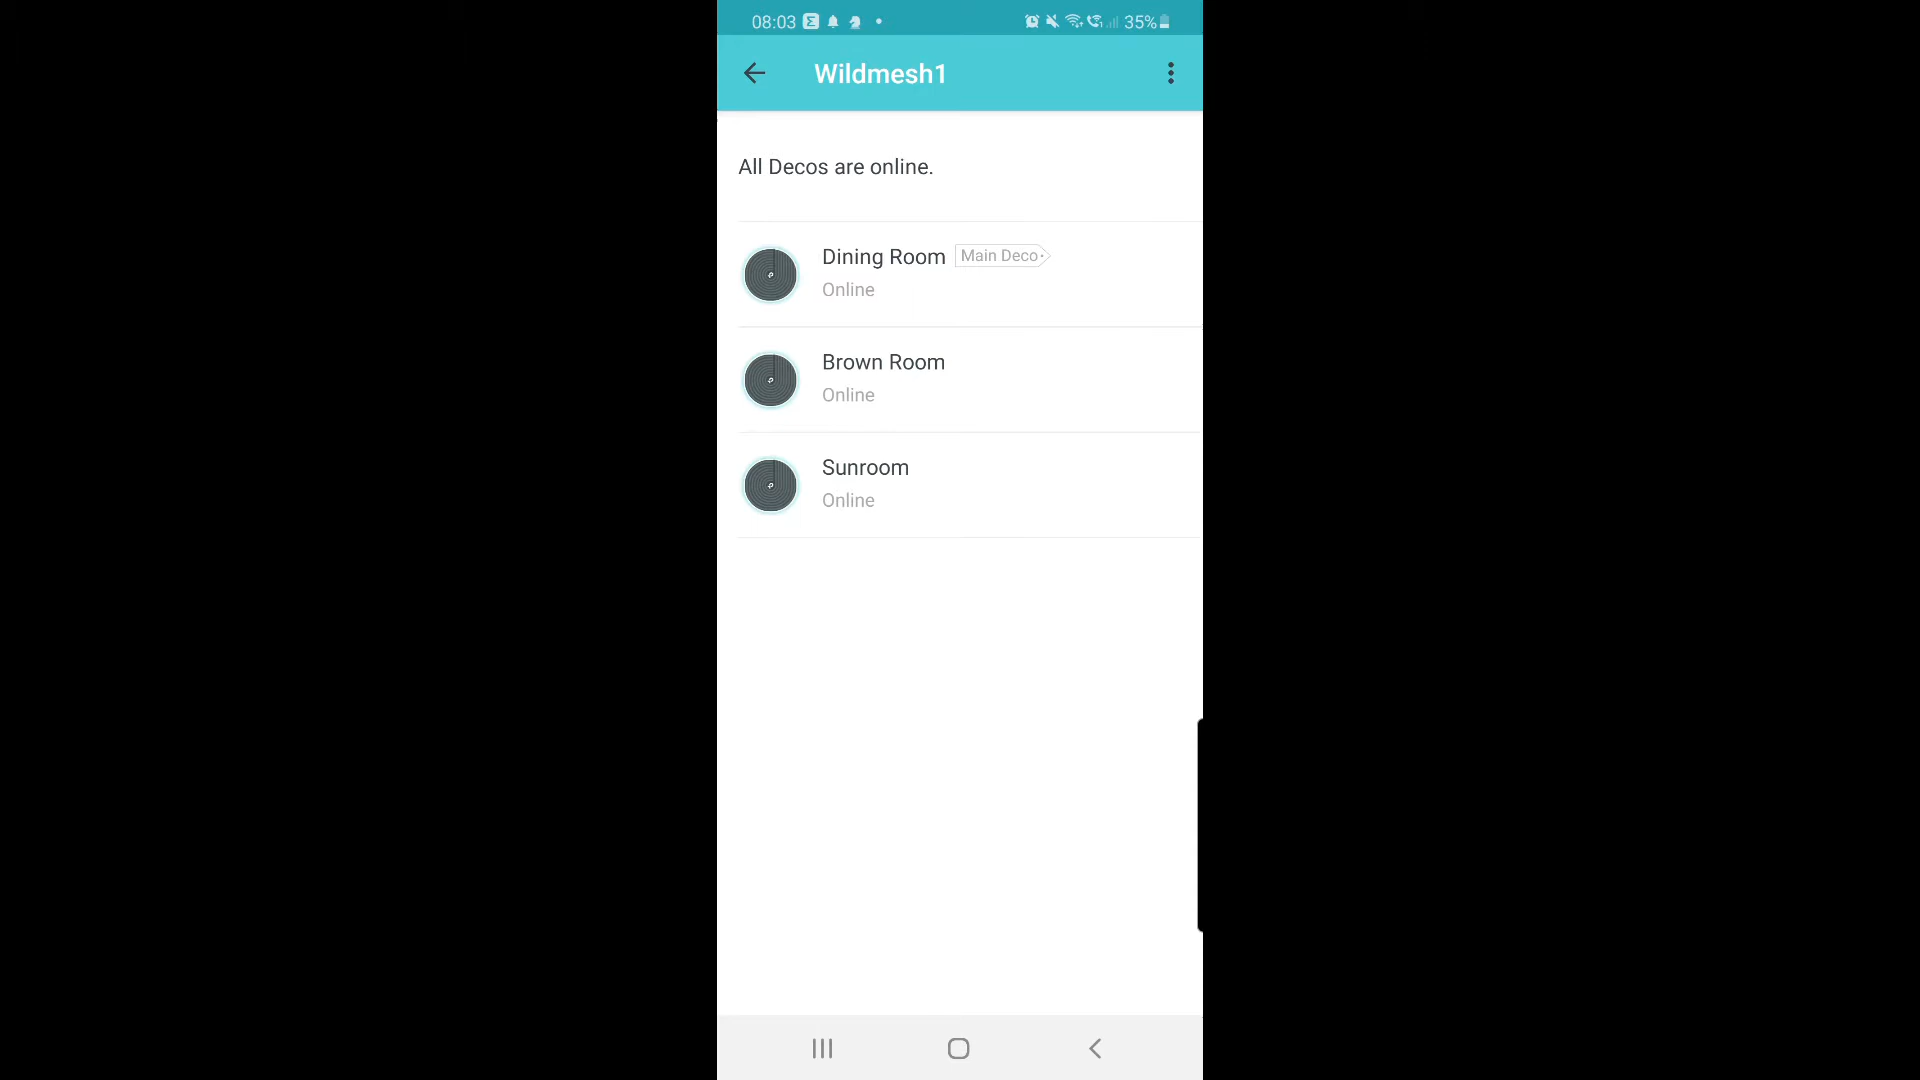 08:03 35%
Wildmesh1
All Decos are online.
Dining Room Main Deco
Online
Brown Room
Online
Sunroom
Online